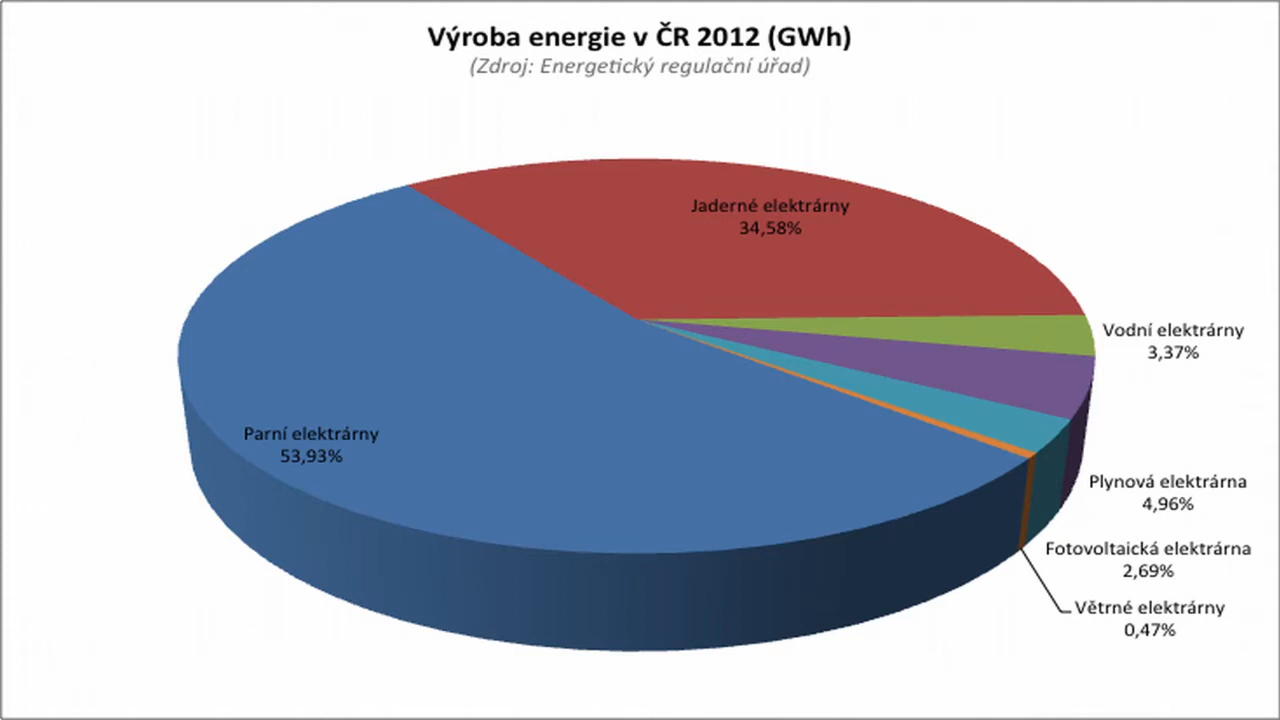 Výroba energie v ČR 2012 (GWh)
(Zdroj: Energetický regulační úřad)
Jaderné elektrárny
34,58%
Vodní elektrárny
3,37%
Parní elektrárny
53,93%
Plynová elektrárna
4,96%
Fotovoltaická elektrárna
2,69%
Větrné elektrárny
0,47%